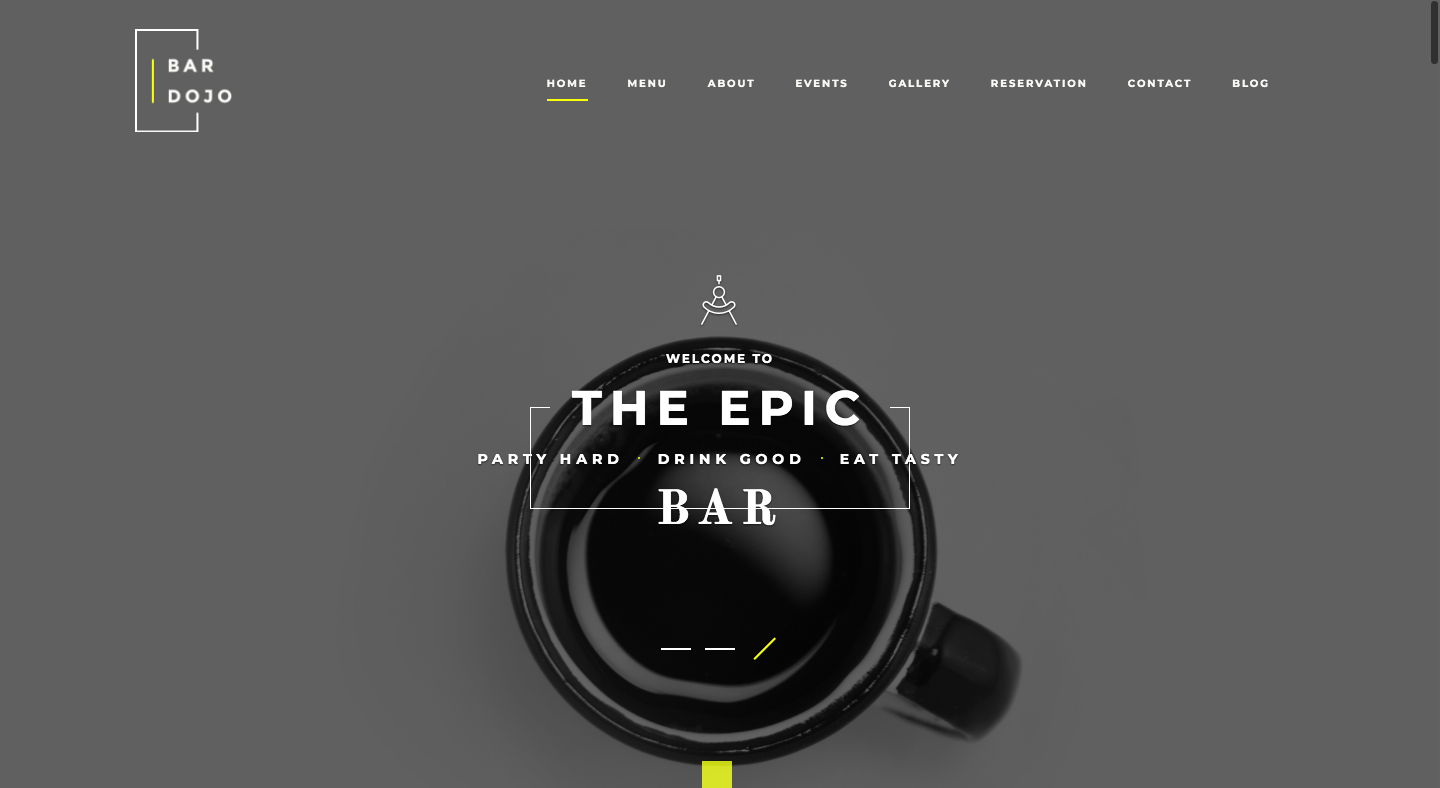 BAR
DOJO
HOME MENU ABOUT EVENTS GALLERY RESERVATION CONTACT BLOG
WELCOME TO
THE EPIC
PARTY HARD · DRINK GOOD · EAT TASTY
BAR